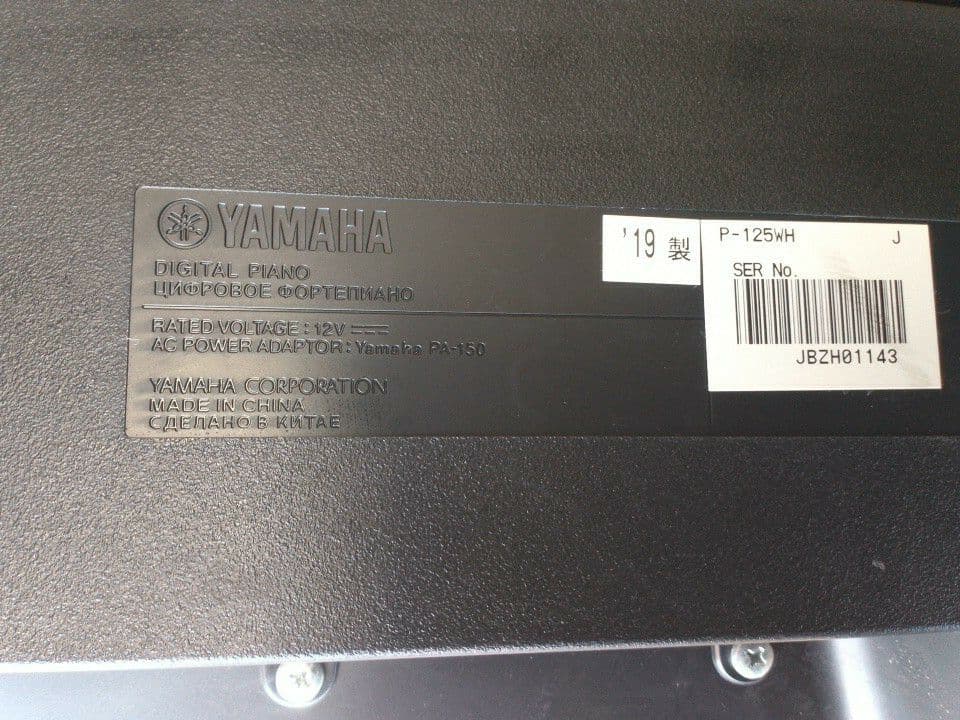 YAMAHA
DIGITAL PIANO
ЦИФРОВОЕ ФОРТЕПИАНО
RATED VOLTAGE : 12V
AC POWER ADAPTOR : Yamaha PA-150
YAMAHA CORPORATION
MADE IN CHINA
СДЕЛАНО В КИТАЕ
'19 製
P-125WH J
SER No.
JBZH01143